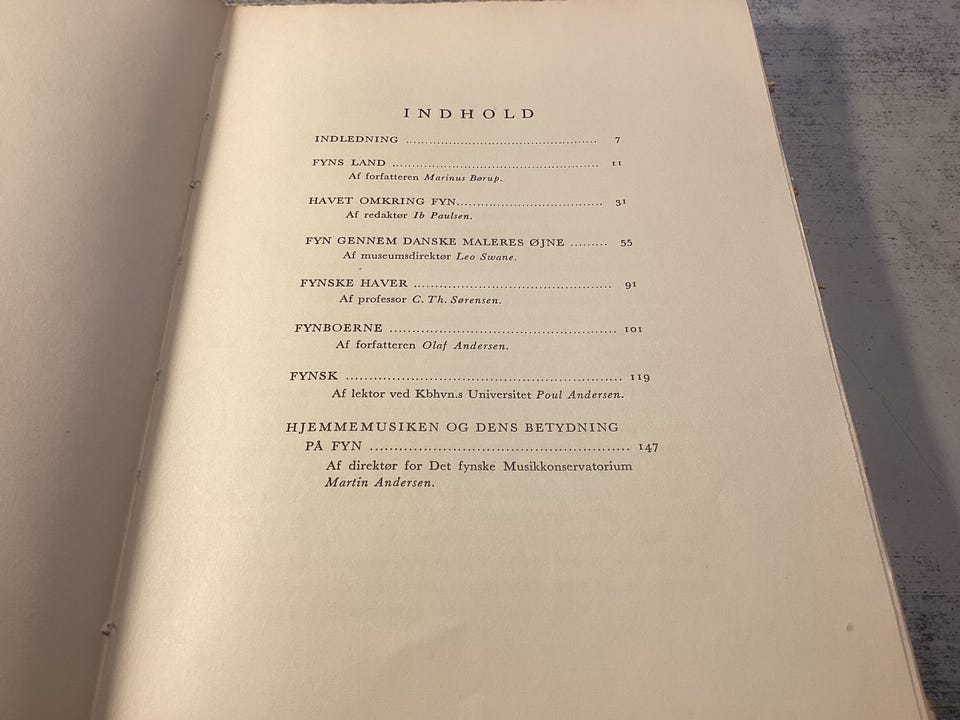 INDHOLD
INDLEDNING ................................................ 7
FYNS LAND .................................................... 11
Af forfatteren Marinus Børup.
HAVET OMKRING FYN..................................... 31
Af redaktør Ib Paulsen.
FYN GENNEM DANSKE MALERES ØJNE ......... 55
Af museumsdirektør Leo Swane.
FYNSKE HAVER ................................................ 91
Af professor C. Th. Sørensen.
FYNBOERNE .................................................... 101
Af forfatteren Olaf Andersen.
FYNSK ............................................................ 119
Af lektor ved Kbhvn.s Universitet Poul Andersen.
HJEMMEMUSIKEN OG DENS BETYDNING
PÅ FYN ........................................................ 147
Af direktør for Det fynske Musikkonservatorium
Martin Andersen.